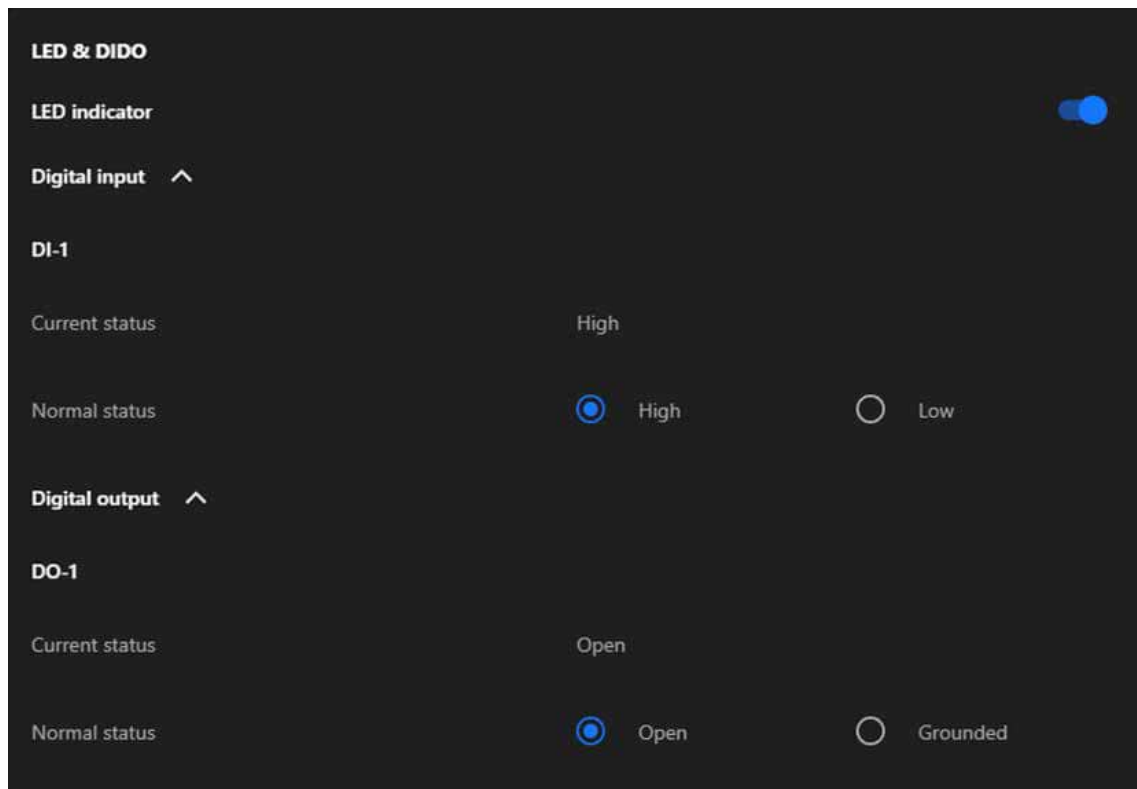 LED & DIDO
LED indicator
Digital input
DI-1
Current status High
Normal status High Low
Digital output
DO-1
Current status Open
Normal status Open Grounded